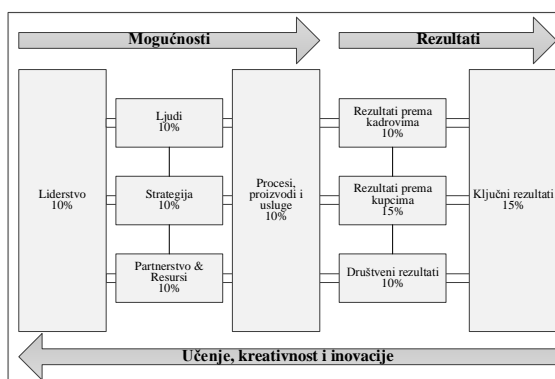 Mogućnosti
Rezultati
Liderstvo
10%
Ljudi
10%
Strategija
10%
Partnerstvo &
Resursi
10%
Procesi,
proizvodi i
usluge
10%
Rezultati prema
kadrovima
10%
Rezultati prema
kupcima
15%
Društveni rezultati
10%
Ključni rezultati
15%
Učenje, kreativnost i inovacije